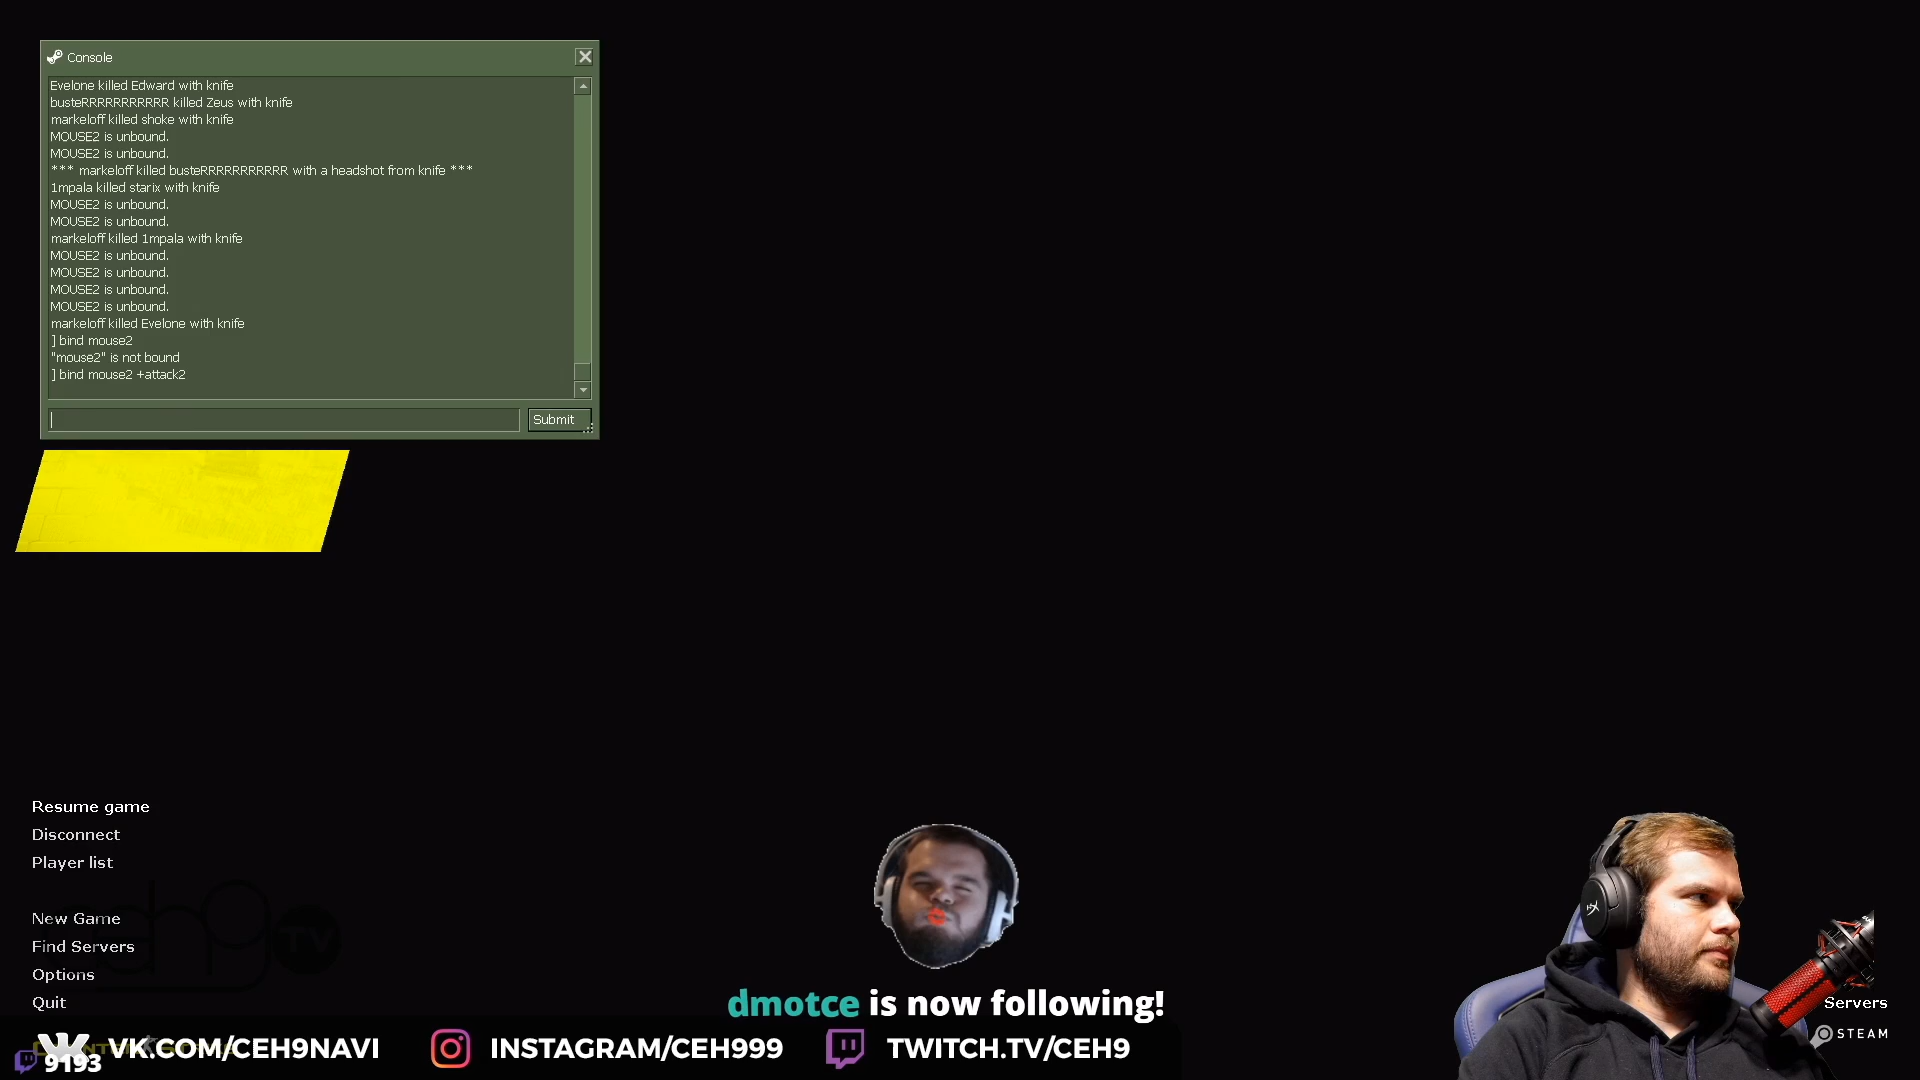 Console
Evelone killed Edward with knife
busteRRRRRRRRRRR killed Zeus with knife
markeloff killed shoke with knife
MOUSE2 is unbound.
MOUSE2 is unbound.
*** markeloff killed busteRRRRRRRRRRR with a headshot from knife ***
1mpala killed starix with knife
MOUSE2 is unbound.
MOUSE2 is unbound.
markeloff killed 1mpala with knife
MOUSE2 is unbound.
MOUSE2 is unbound.
MOUSE2 is unbound.
MOUSE2 is unbound.
markeloff killed Evelone with knife
] bind mouse2
"mouse2" is not bound
] bind mouse2 +attack2
Submit
Resume game
Disconnect
Player list
New Game
Find Servers
Options
Quit
ceh9 TV
dmotce is now following!
Servers
STEAM
VK.COM/CEH9NAVI
INSTAGRAM/CEH999
TWITCH.TV/CEH9
9193